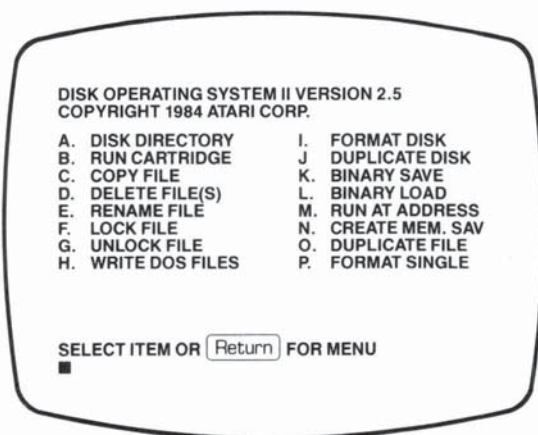 DISK OPERATING SYSTEM II VERSION 2.5
COPYRIGHT 1984 ATARI CORP.
A. DISK DIRECTORY
B. RUN CARTRIDGE
C. COPY FILE
D. DELETE FILE(S)
E. RENAME FILE
F. LOCK FILE
G. UNLOCK FILE
H. WRITE DOS FILES
I. FORMAT DISK
J DUPLICATE DISK
K. BINARY SAVE
L. BINARY LOAD
M. RUN AT ADDRESS
N. CREATE MEM. SAV
O. DUPLICATE FILE
P. FORMAT SINGLE
SELECT ITEM OR Return FOR MENU